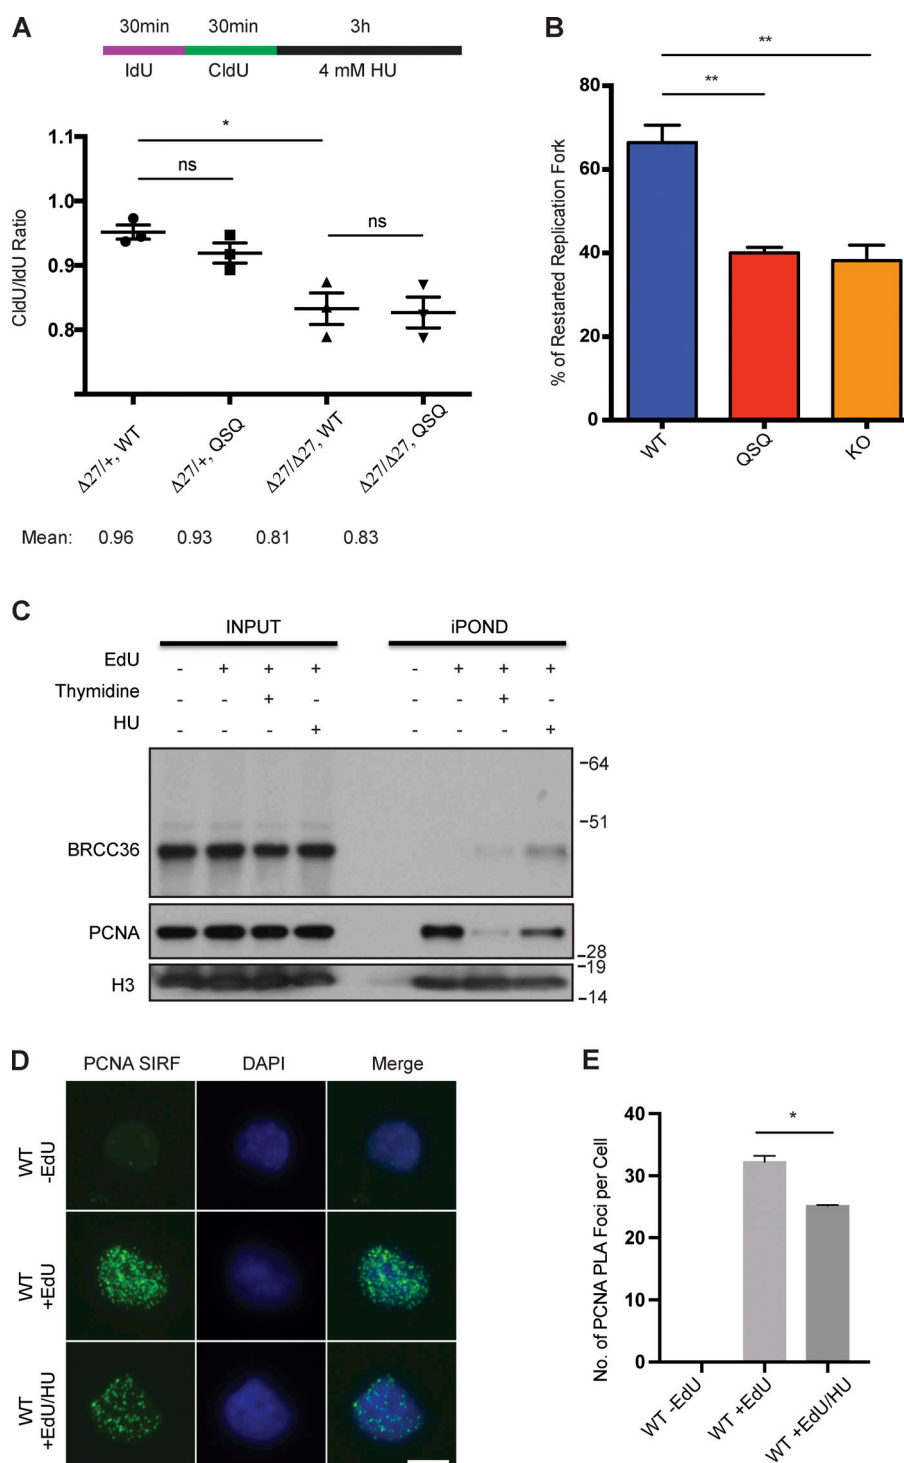 A
30min 30min 3h
IdU CldU 4 mM HU
CldU/IdU Ratio
1.1
1.0
0.9
0.8
*
ns
ns
Δ27/+, WT
Δ27/+, QSQ
Δ27/Δ27, WT
Δ27/Δ27, QSQ
Mean: 0.96 0.93 0.81 0.83
B
% of Restarted Replication Fork
80
60
40
20
0
**
**
WT
QSQ
KO
C
INPUT iPOND
EdU - + + + - + + +
Thymidine - - + - - - + -
HU - - - + - - - +
BRCC36
PCNA
H3
-64
-51
-28
-19
-14
D
PCNA SIRF DAPI Merge
WT
-EdU
WT
+EdU
WT
+EdU/HU
E
No. of PCNA PLA Foci per Cell
40
30
20
10
0
*
WT -EdU
WT +EdU
WT +EdU/HU